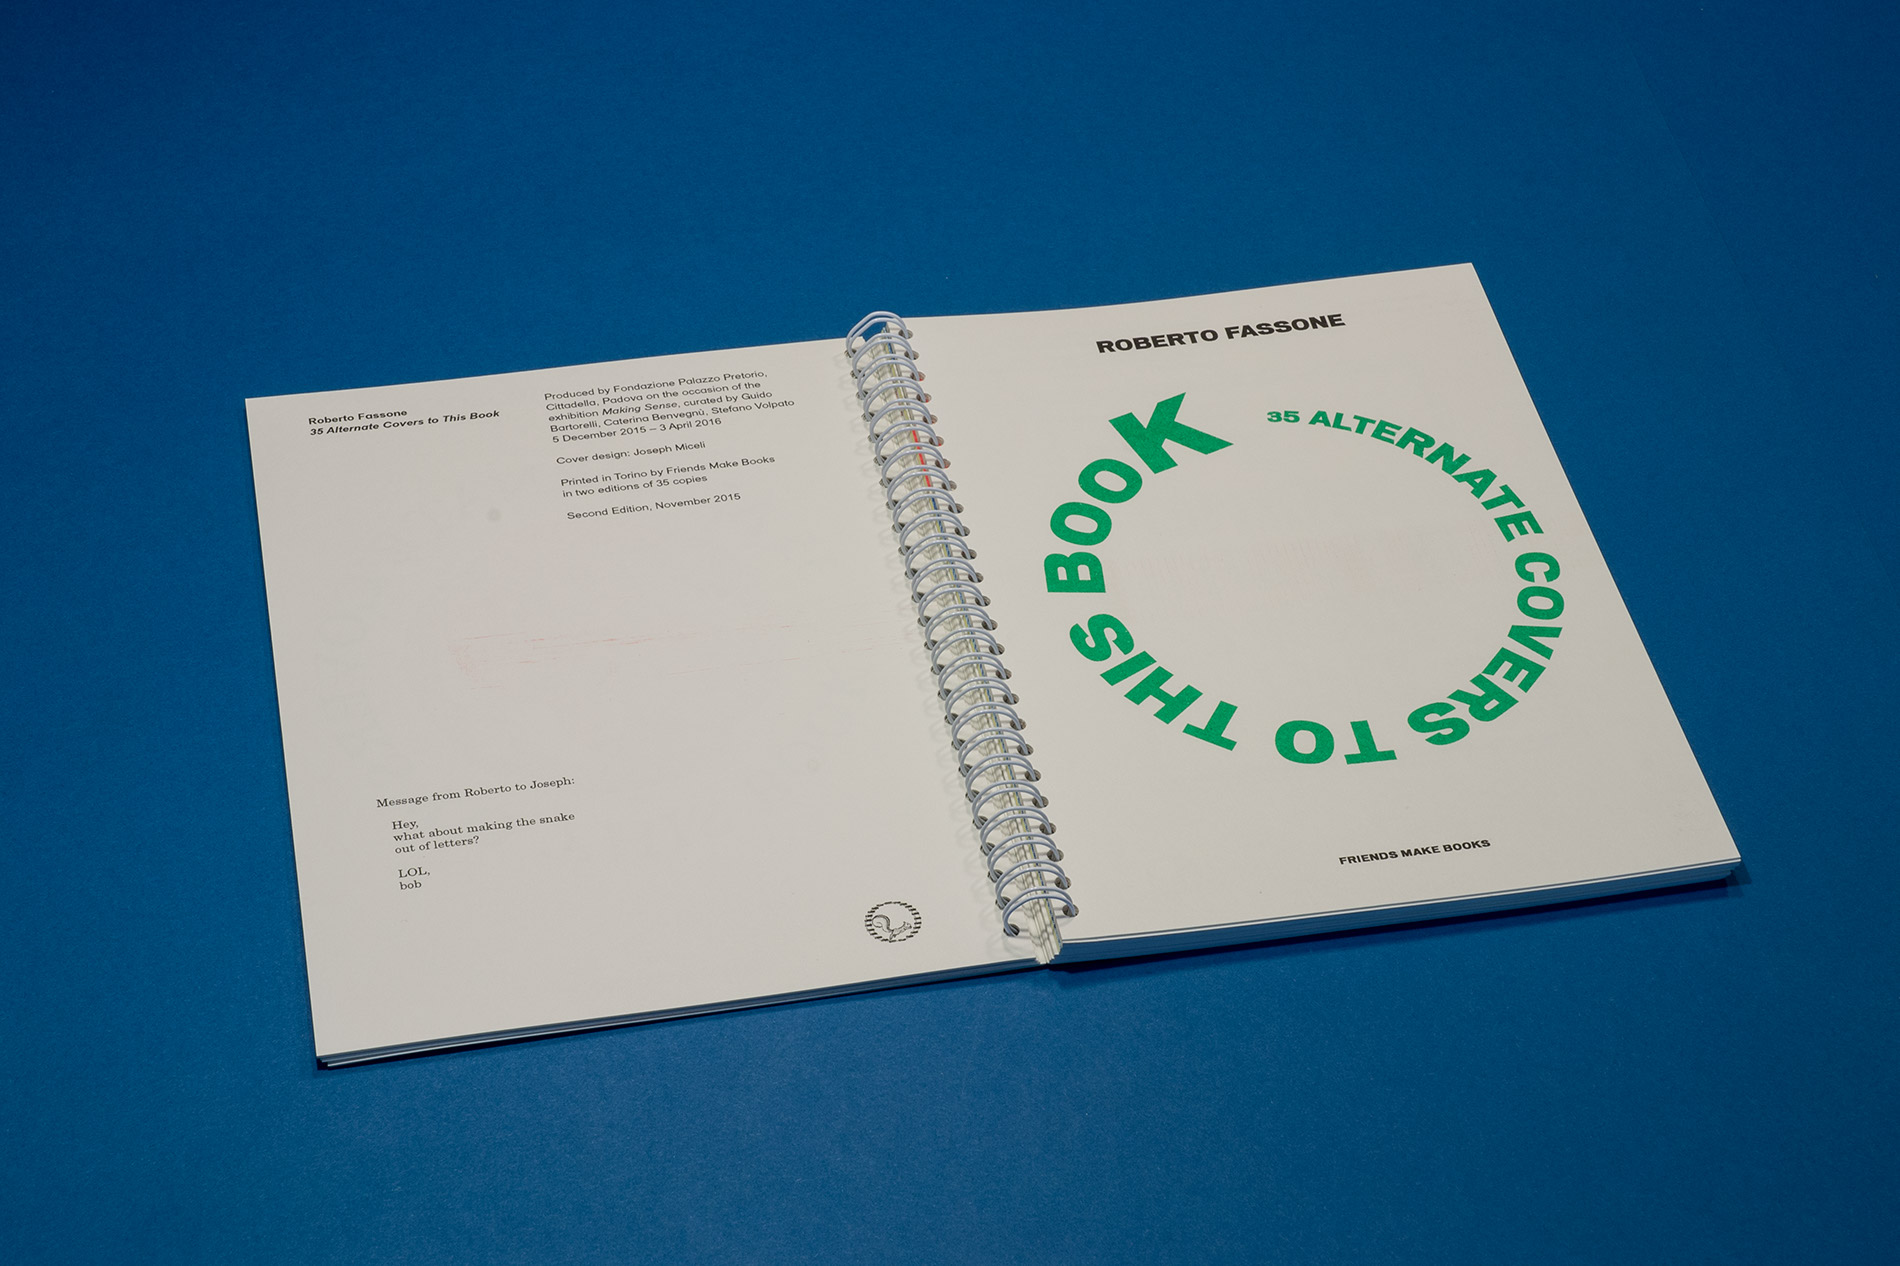 Roberto Fassone
35 Alternate Covers to This Book
Produced by Fondazione Palazzo Pretorio,
Cittadella, Padova on the occasion of the
exhibition Making Sense, curated by Guido
Bartorelli, Caterina Benvegnù, Stefano Volpato
5 December 2015 – 3 April 2016
Cover design: Joseph Miceli
Printed in Torino by Friends Make Books
in two editions of 35 copies
Second Edition, November 2015
Message from Roberto to Joseph:
Hey,
what about making the snake
out of letters?
LOL,
bob
ROBERTO FASSONE
35 ALTERNATE COVERS TO THIS BOOK
FRIENDS MAKE BOOKS